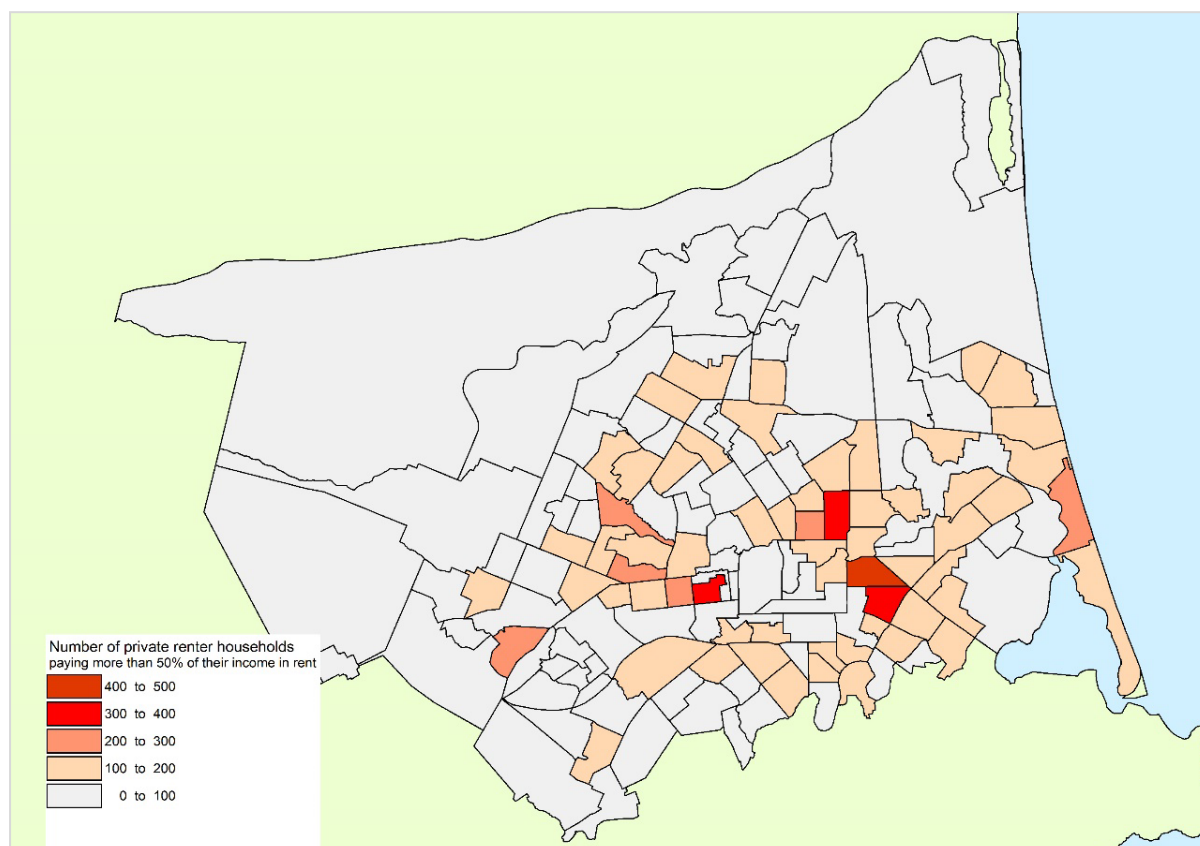 Number of private renter households
paying more than 50% of their income in rent
400 to 500
300 to 400
200 to 300
100 to 200
0 to 100